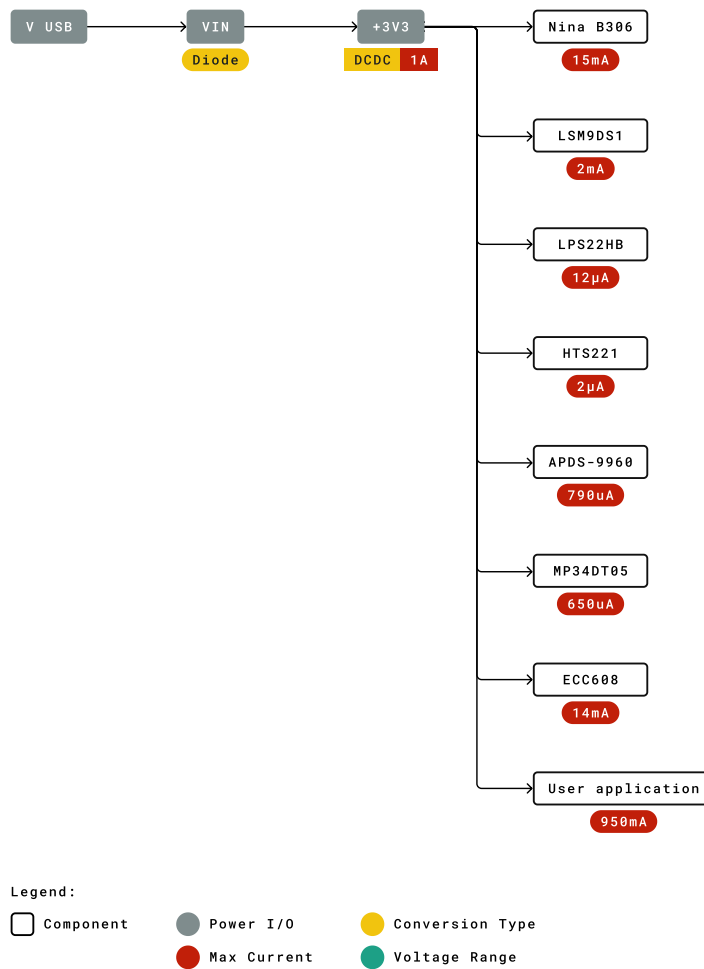 V USB
VIN
+3V3
Nina B306
Diode
DCDC 1A
15mA
LSM9DS1
2mA
LPS22HB
12µA
HTS221
2µA
APDS-9960
790uA
MP34DT05
650uA
ECC608
14mA
User application
950mA
Legend:
Component
Power I/O
Conversion Type
Max Current
Voltage Range